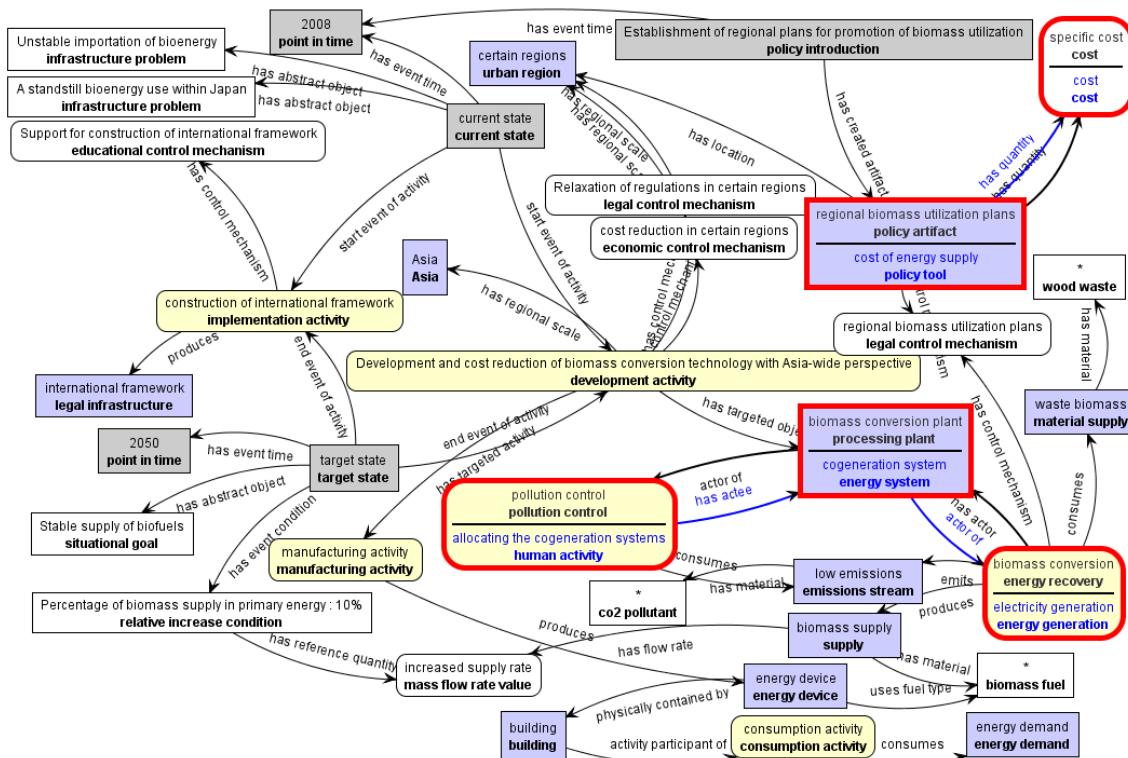 2008
point in time
has event time
Establishment of regional plans for promotion of biomass utilization
policy introduction
specific cost
cost
cost
cost
Unstable importation of bioenergy
infrastructure problem
has abstract object
has event time
certain regions
urban region
A standstill bioenergy use within Japan
infrastructure problem
has abstract object
has regional scale
has regional
has created artifact
has quantity
has quantity
current state
current state
Support for construction of international framework
educational control mechanism
has location
has control mechanism
start event of activity
start event of activity
Relaxation of regulations in certain regions
legal control mechanism
cost reduction in certain regions
economic control mechanism
regional biomass utilization plans
policy artifact
cost of energy supply
policy tool
Asia
Asia
*
wood waste
has regional scale
construction of international framework
implementation activity
regional biomass utilization plans
legal control mechanism
has material
produces
end event of activity
Development and cost reduction of biomass conversion technology with Asia-wide perspective
development activity
international framework
legal infrastructure
waste biomass
material supply
has targeted
biomass conversion plant
processing plant
cogeneration system
energy system
has control mechanism
2050
point in time
has event time
target state
target state
end event of activity
has targeted activity
actor of
has actee
has actor
actor of
consumes
has abstract object
pollution control
pollution control
allocating the cogeneration systems
human activity
Stable supply of biofuels
situational goal
has event condition
manufacturing activity
manufacturing activity
consumes
has material
low emissions
emissions stream
emits
biomass conversion
energy recovery
electricity generation
energy generation
*
co2 pollutant
produces
Percentage of biomass supply in primary energy : 10%
relative increase condition
biomass supply
supply
produces
has flow rate
has reference quantity
increased supply rate
mass flow rate value
has material
*
biomass fuel
energy device
energy device
uses fuel type
physically contained by
building
building
activity participant of
consumption activity
consumption activity
consumes
energy demand
energy demand